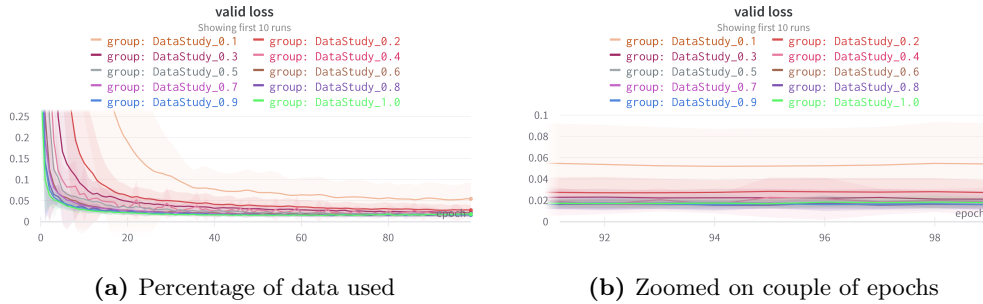 valid loss
Showing first 10 runs
group: DataStudy_0.1 group: DataStudy_0.2
group: DataStudy_0.3 group: DataStudy_0.4
group: DataStudy_0.5 group: DataStudy_0.6
group: DataStudy_0.7 group: DataStudy_0.8
group: DataStudy_0.9 group: DataStudy_1.0
0.25
0.2
0.15
0.1
0.05
0
epoch
0 20 40 60 80
(a) Percentage of data used
valid loss
Showing first 10 runs
group: DataStudy_0.1 group: DataStudy_0.2
group: DataStudy_0.3 group: DataStudy_0.4
group: DataStudy_0.5 group: DataStudy_0.6
group: DataStudy_0.7 group: DataStudy_0.8
group: DataStudy_0.9 group: DataStudy_1.0
0.1
0.08
0.06
0.04
0.02
0
epoch
92 94 96 98
(b) Zoomed on couple of epochs